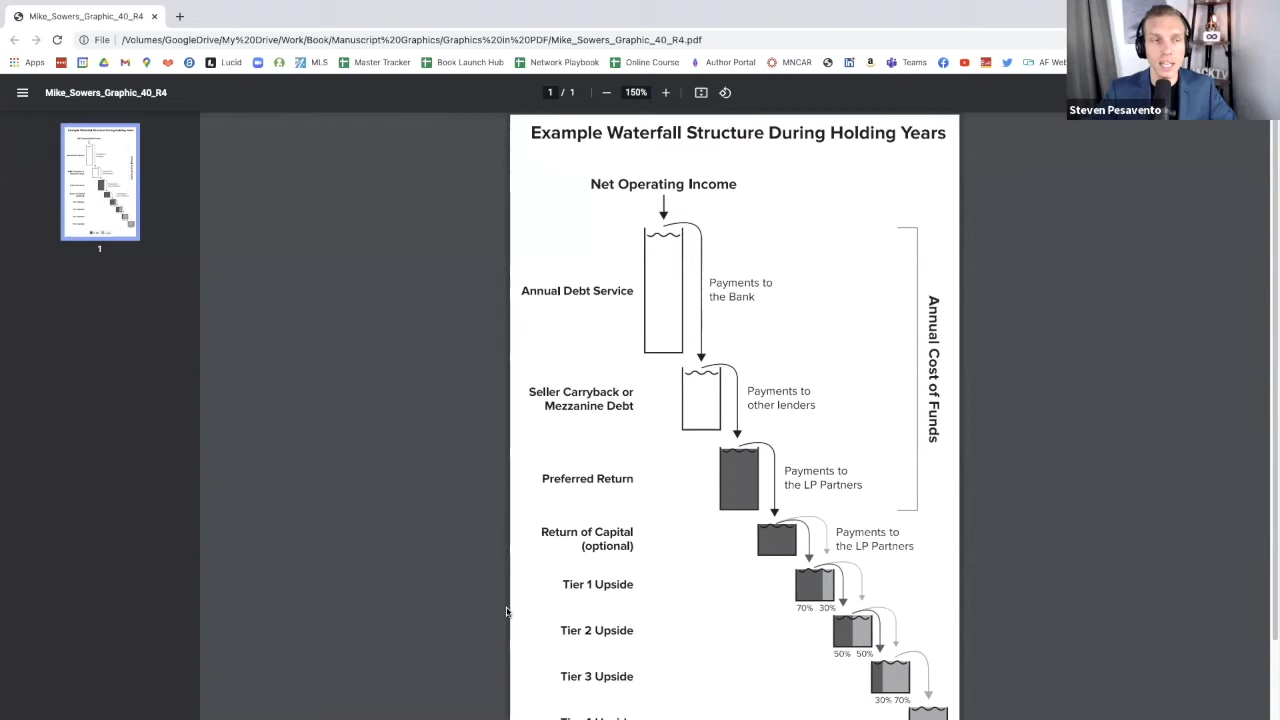 Mike_Sowers_Graphic_40_R4
File /Volumes/GoogleDrive/My%20Drive/Work/Book/Manuscript%20Graphics/Graphics%20in%20PDF/Mike_Sowers_Graphic_40_R4.pdf
Apps Lucid MLS Master Tracker Book Launch Hub Network Playbook Online Course Author Portal MNCAR Teams AF Web
Steven Pesavento
Mike_Sowers_Graphic_40_R4
1 / 1
150%
1
Example Waterfall Structure During Holding Years
Net Operating Income
Annual Debt Service
Payments to
the Bank
Seller Carryback or
Mezzanine Debt
Payments to
other lenders
Preferred Return
Payments to
the LP Partners
Annual Cost of Funds
Return of Capital
(optional)
Payments to
the LP Partners
Tier 1 Upside
70% 30%
Tier 2 Upside
50% 50%
Tier 3 Upside
30% 70%